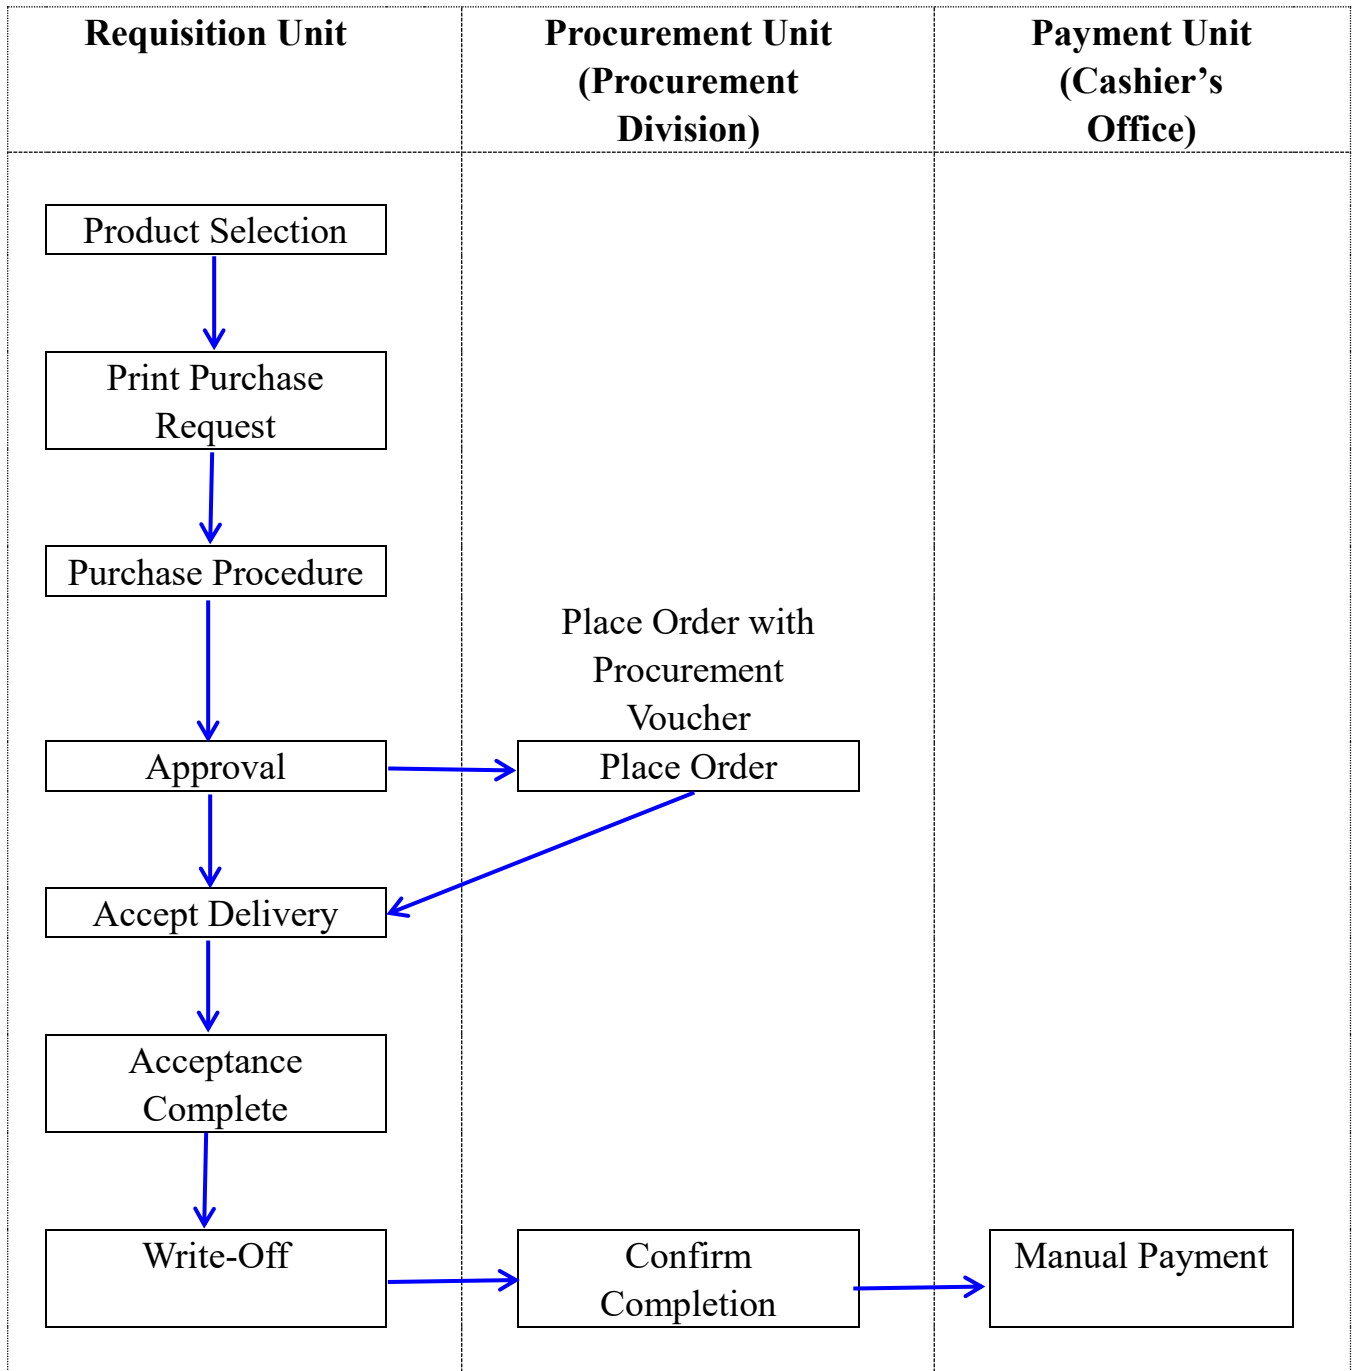 Requisition Unit
Procurement Unit
(Procurement
Division)
Payment Unit
(Cashier’s
Office)
Product Selection
Print Purchase
Request
Purchase Procedure
Place Order with
Procurement
Voucher
Approval
Place Order
Accept Delivery
Acceptance
Complete
Write-Off
Confirm
Completion
Manual Payment